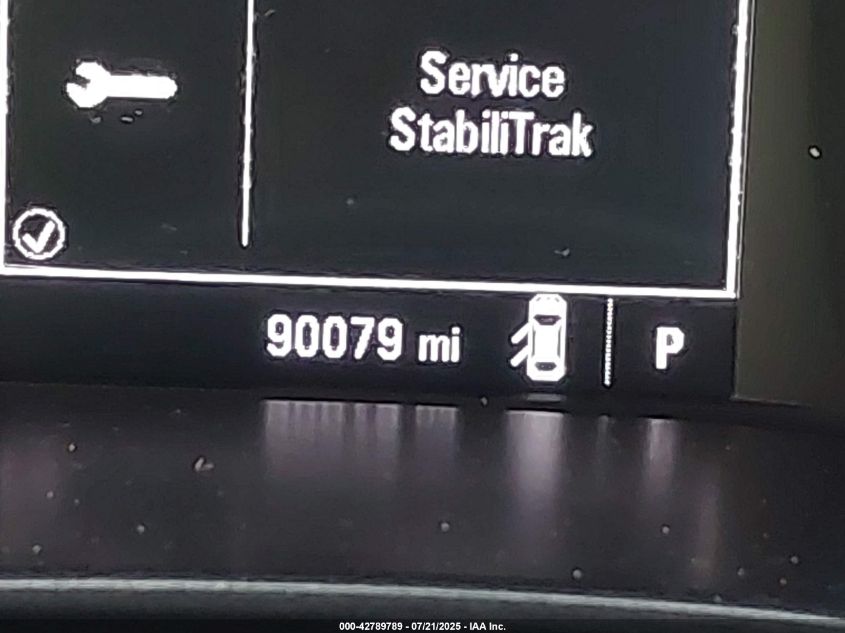 Service
StabiliTrak
90079 mi
P
000-42789789 - 07/21/2025 - IAA Inc.